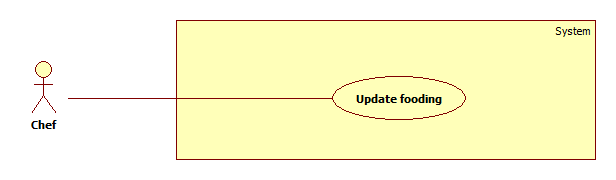 System
Update fooding
Chef